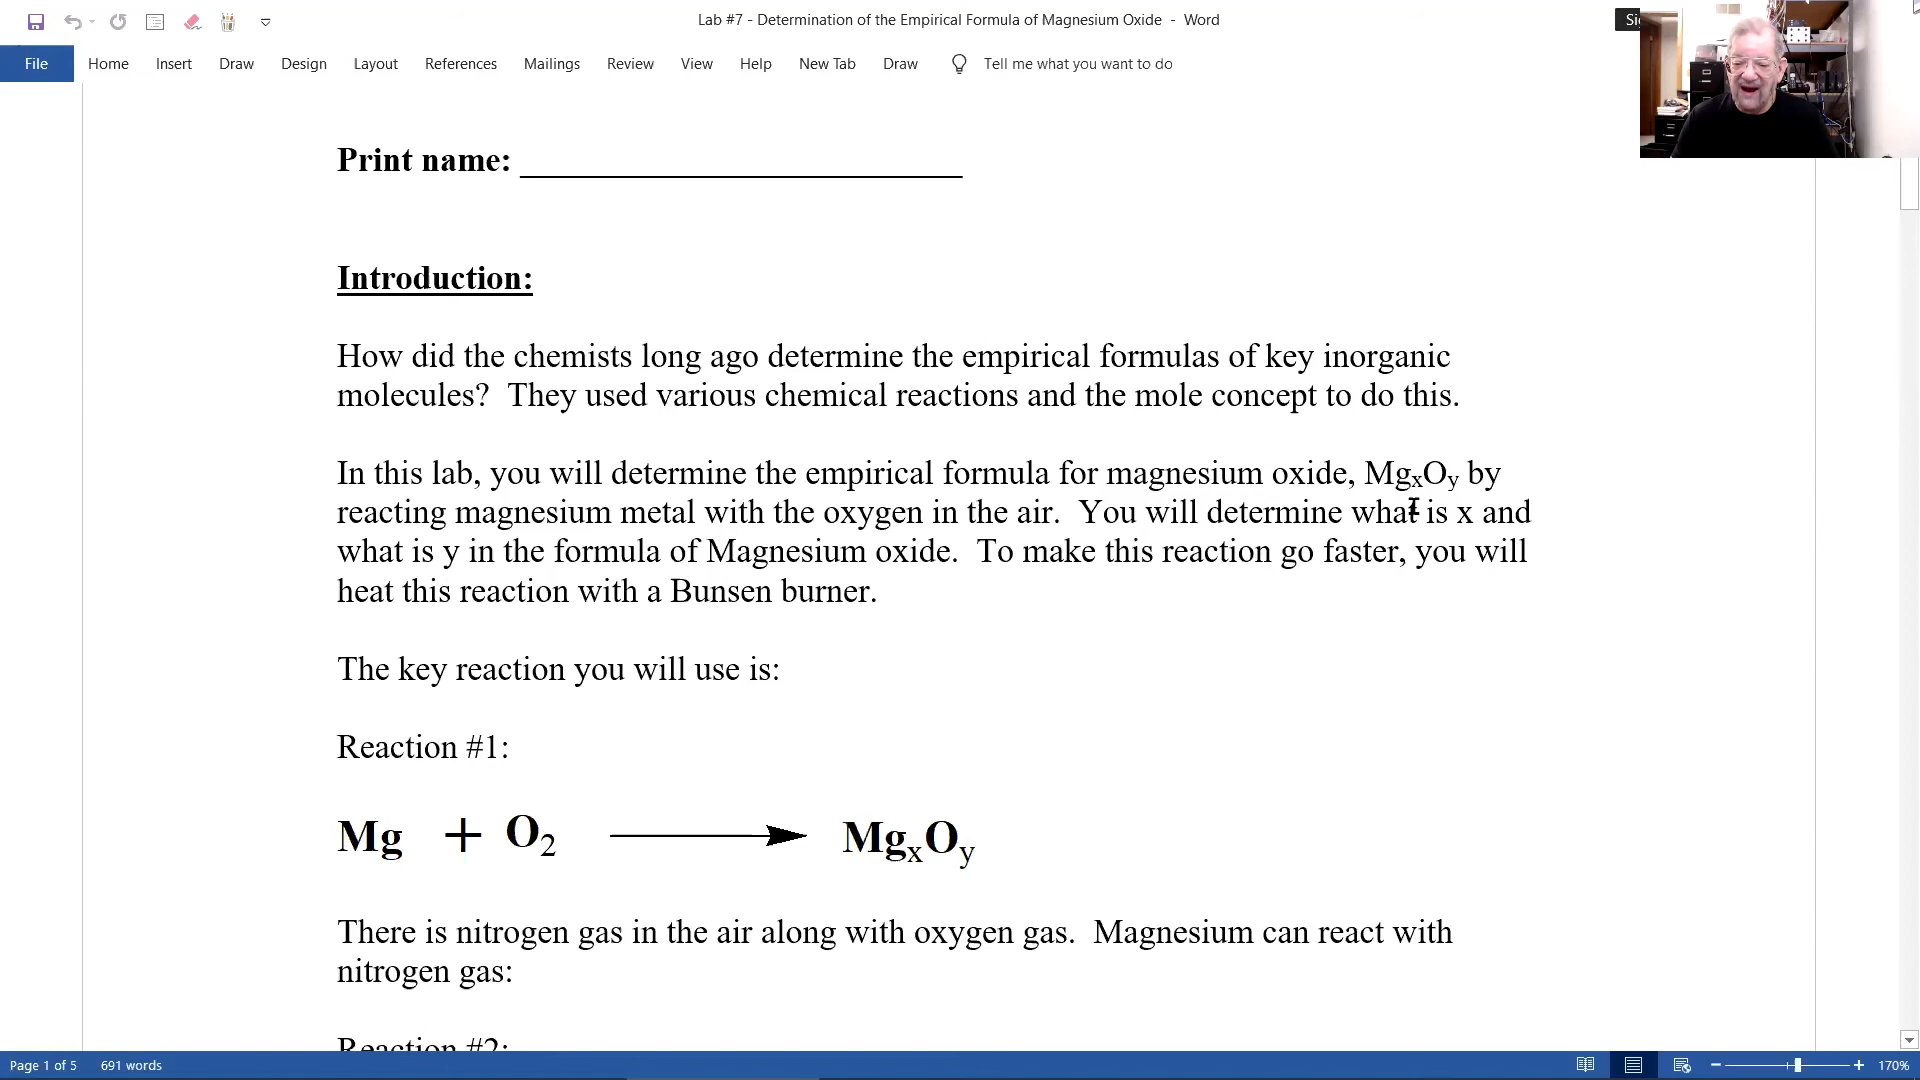 Lab #7 - Determination of the Empirical Formula of Magnesium Oxide - Word
File Home Insert Draw Design Layout References Mailings Review View Help New Tab Draw Tell me what you want to do
Print name:
Introduction:
How did the chemists long ago determine the empirical formulas of key inorganic
molecules? They used various chemical reactions and the mole concept to do this.
In this lab, you will determine the empirical formula for magnesium oxide, MgₓOy by
reacting magnesium metal with the oxygen in the air. You will determine what is x and
what is y in the formula of Magnesium oxide. To make this reaction go faster, you will
heat this reaction with a Bunsen burner.
The key reaction you will use is:
Reaction #1:
Mg + O₂ ⟶ MgₓOy
There is nitrogen gas in the air along with oxygen gas. Magnesium can react with
nitrogen gas:
Reaction #2:
Page 1 of 5 691 words 170%